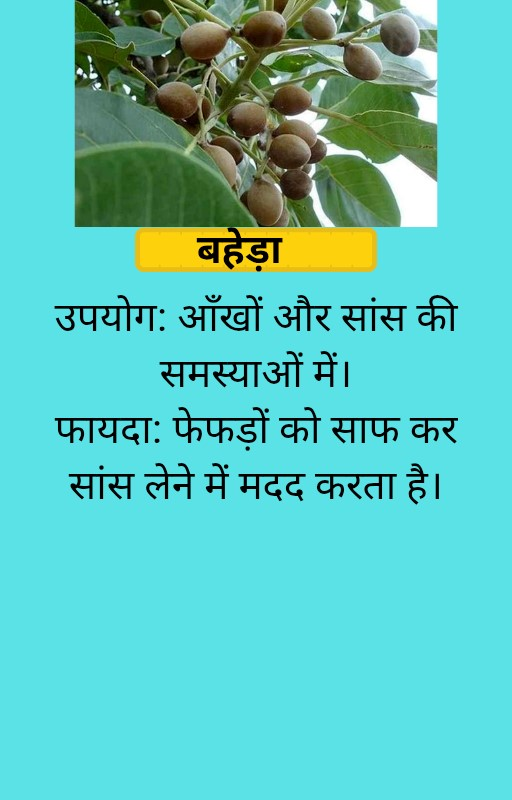 बहेड़ा
उपयोग: आँखों और सांस की
समस्याओं में।
फायदा: फेफड़ों को साफ कर
सांस लेने में मदद करता है।